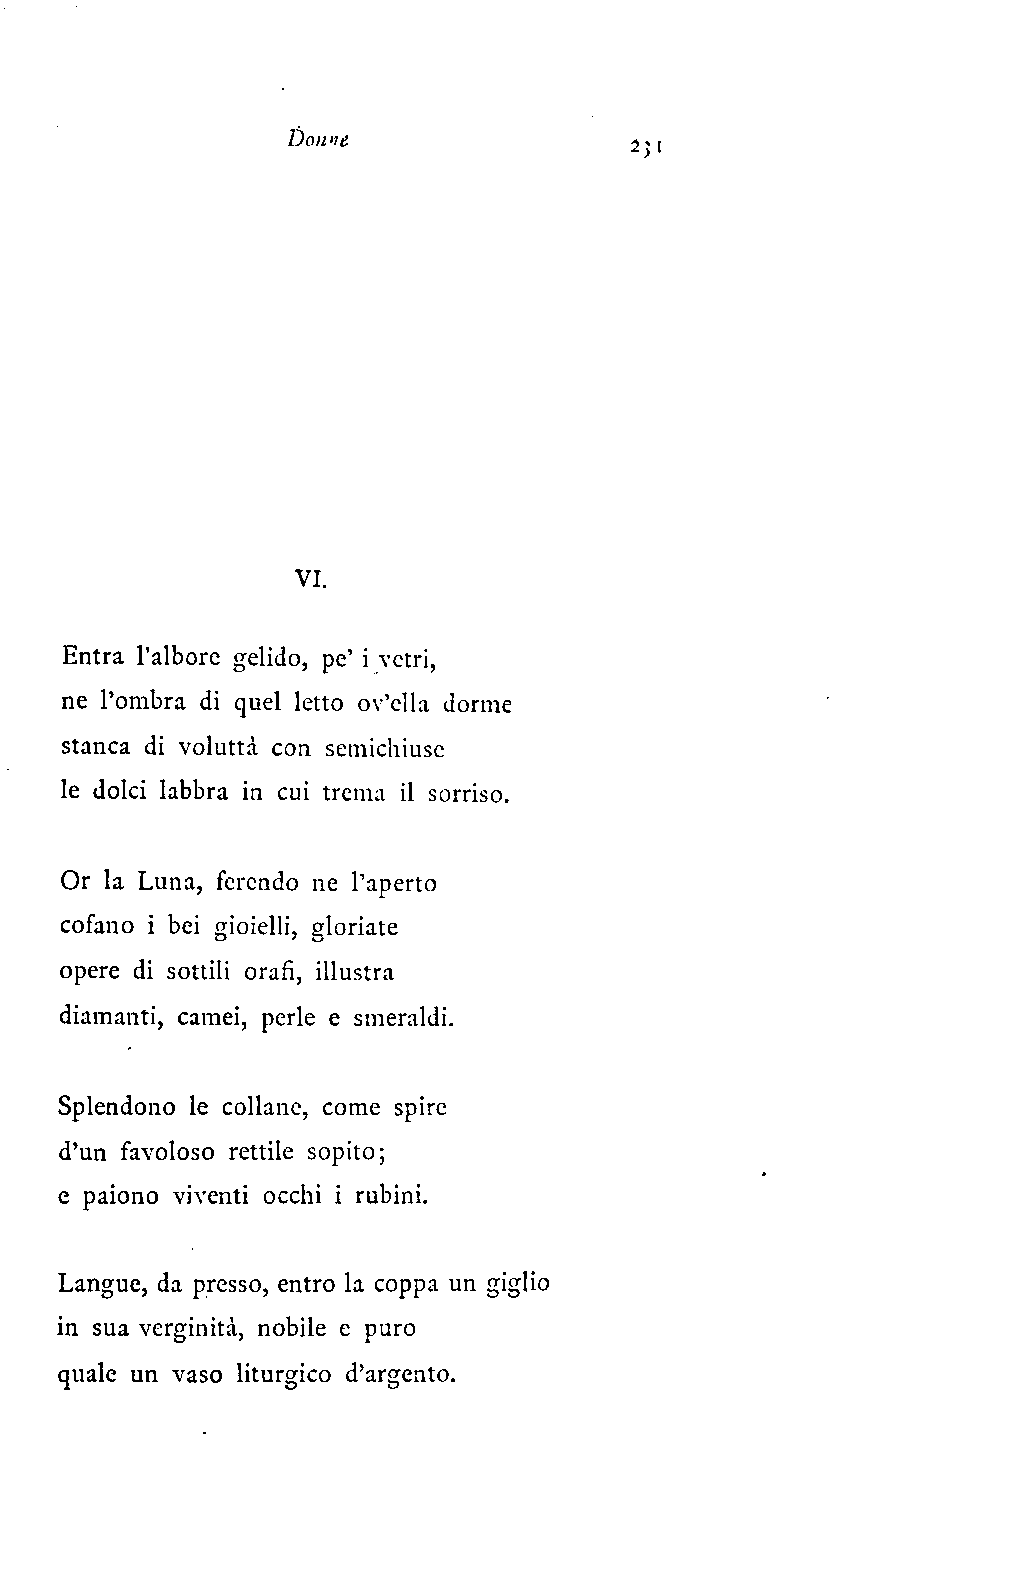 Donne 231
VI.
Entra l'albore gelido, pe' i vetri,
ne l'ombra di quel letto ov'ella dorme
stanca di voluttà con semichiuse
le dolci labbra in cui trema il sorriso.
Or la Luna, ferendo ne l'aperto
cofano i bei gioielli, gloriate
opere di sottili orafi, illustra
diamanti, camei, perle e smeraldi.
Splendono le collane, come spire
d'un favoloso rettile sopito;
e paiono viventi occhi i rubini.
Langue, da presso, entro la coppa un giglio
in sua verginità, nobile e puro
quale un vaso liturgico d'argento.